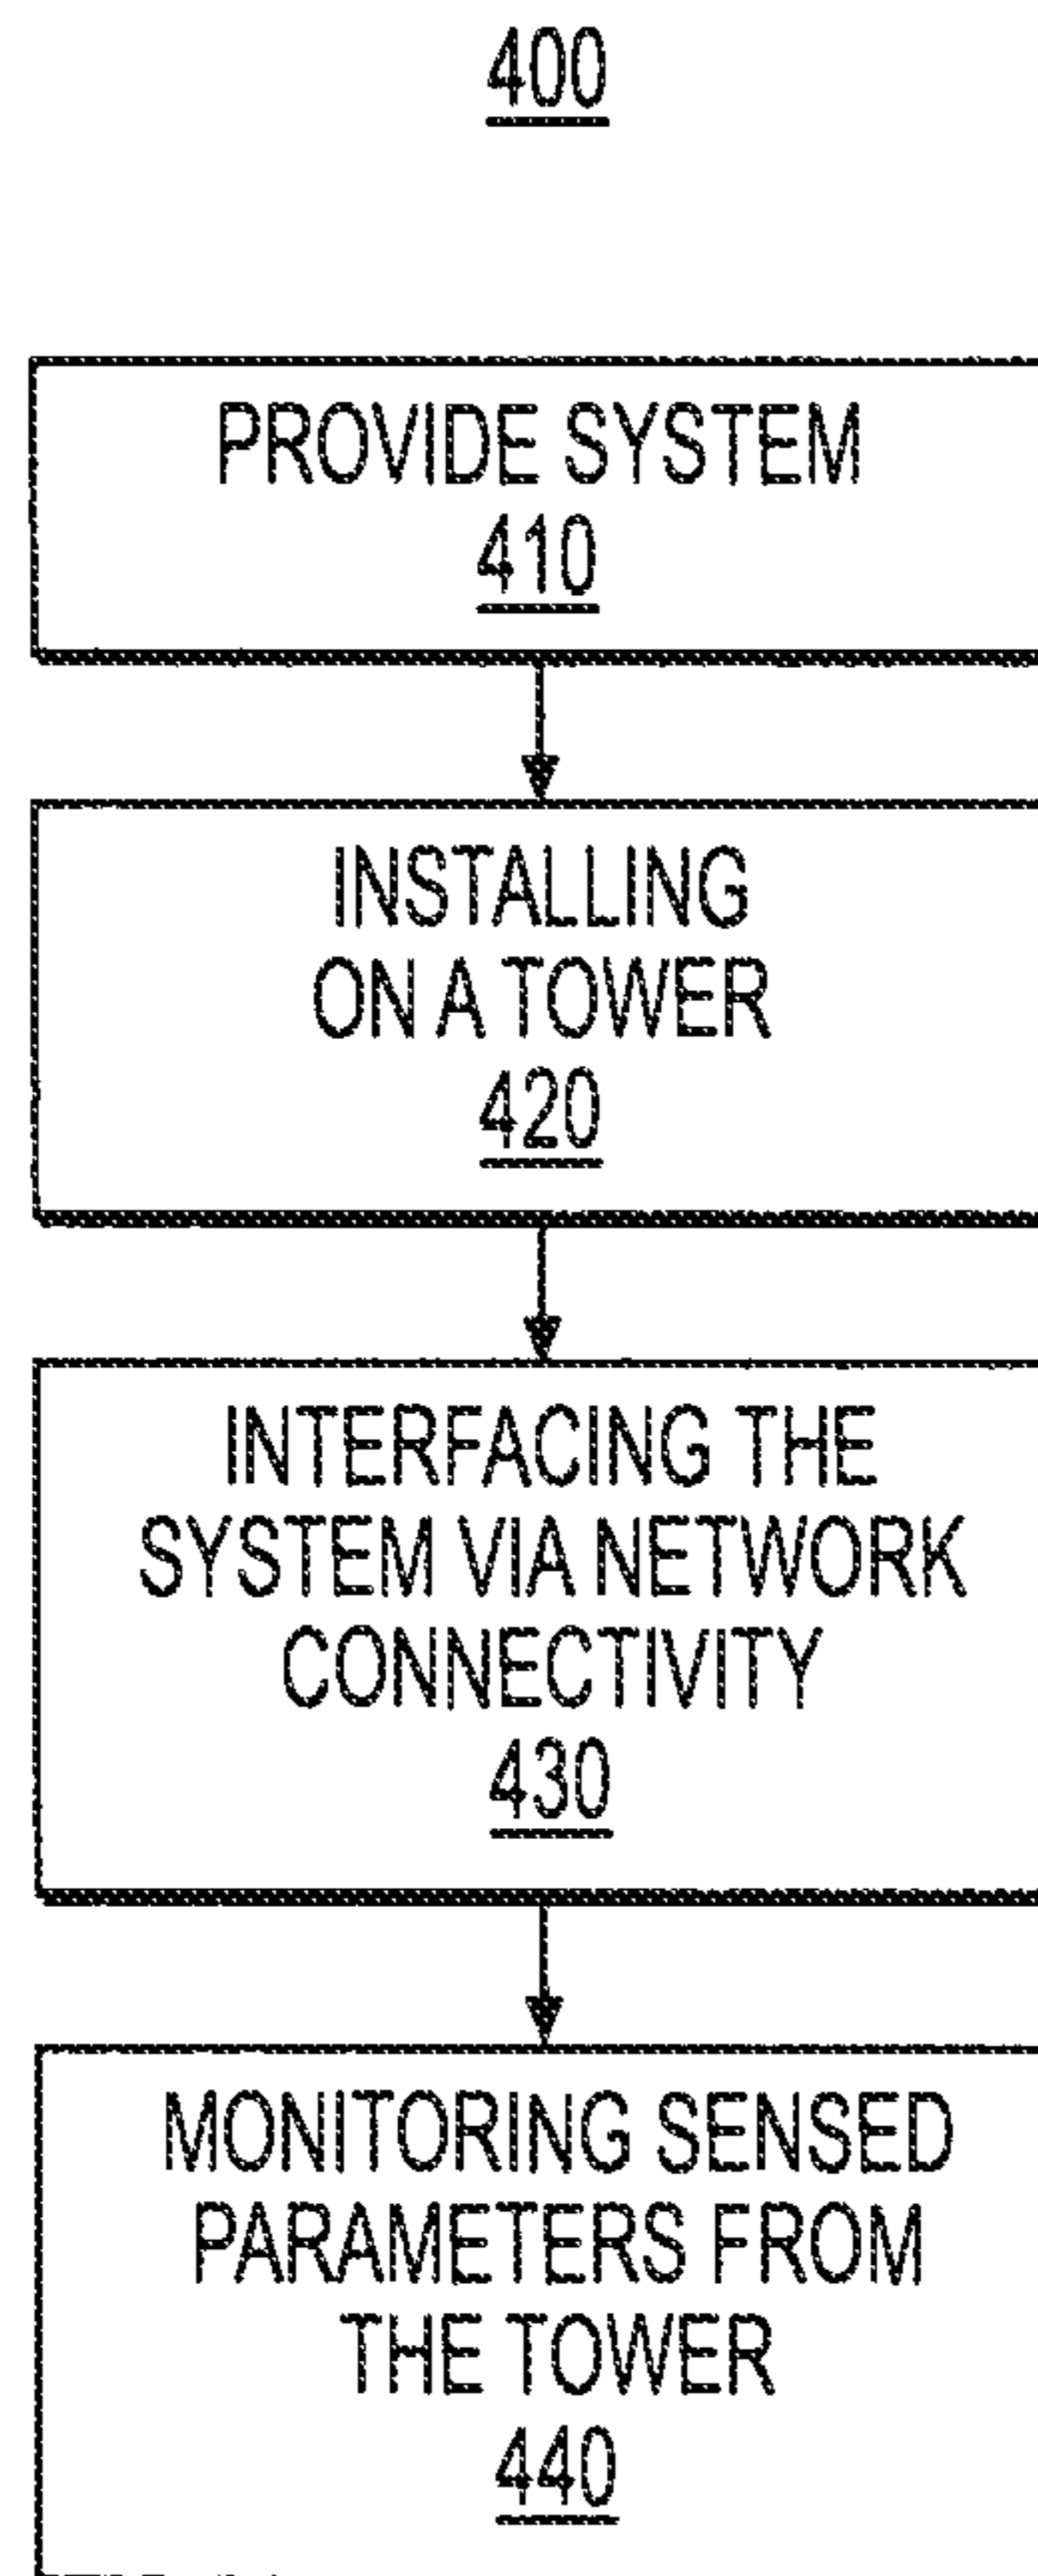 400
PROVIDE SYSTEM
410
INSTALLING
ON A TOWER
420
INTERFACING THE
SYSTEM VIA NETWORK
CONNECTIVITY
430
MONITORING SENSED
PARAMETERS FROM
THE TOWER
440